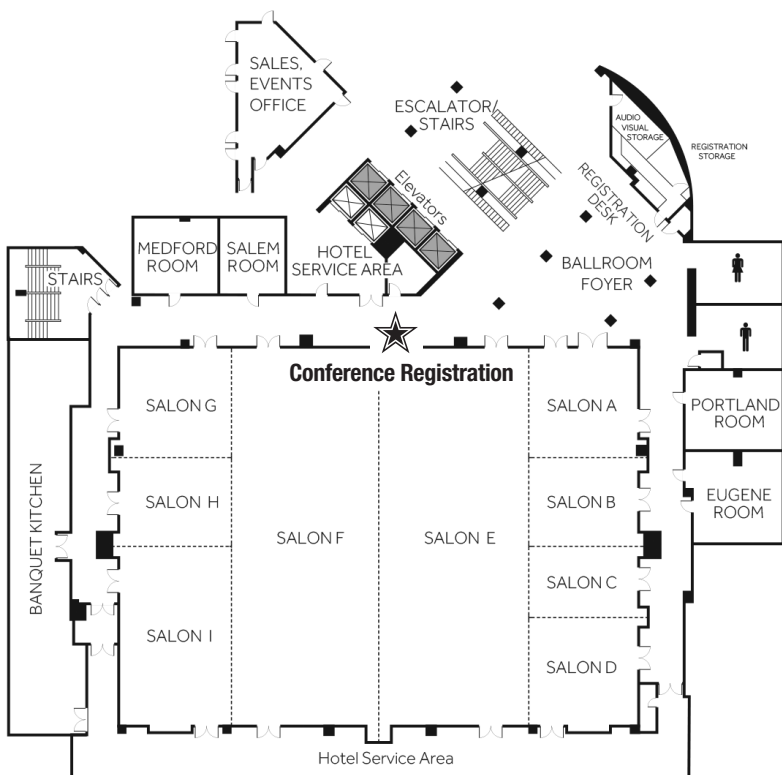 SALES,
EVENTS
OFFICE
ESCALATOR/
STAIRS
AUDIO
VISUAL
STORAGE
REGISTRATION
STORAGE
Elevators
REGISTRATION
DESK
MEDFORD
ROOM
SALEM
ROOM
HOTEL
SERVICE AREA
BALLROOM
FOYER
STAIRS
Conference Registration
SALON G
SALON A
PORTLAND
ROOM
SALON H
SALON B
EUGENE
ROOM
BANQUET KITCHEN
SALON F
SALON E
SALON C
SALON I
SALON D
Hotel Service Area